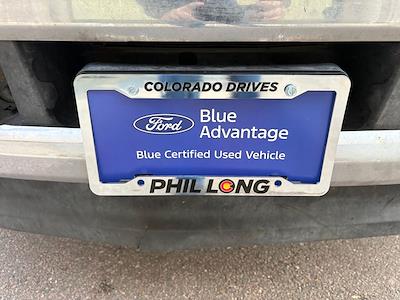 COLORADO DRIVES
Ford
Blue
Advantage
Blue Certified Used Vehicle
PHIL LONG